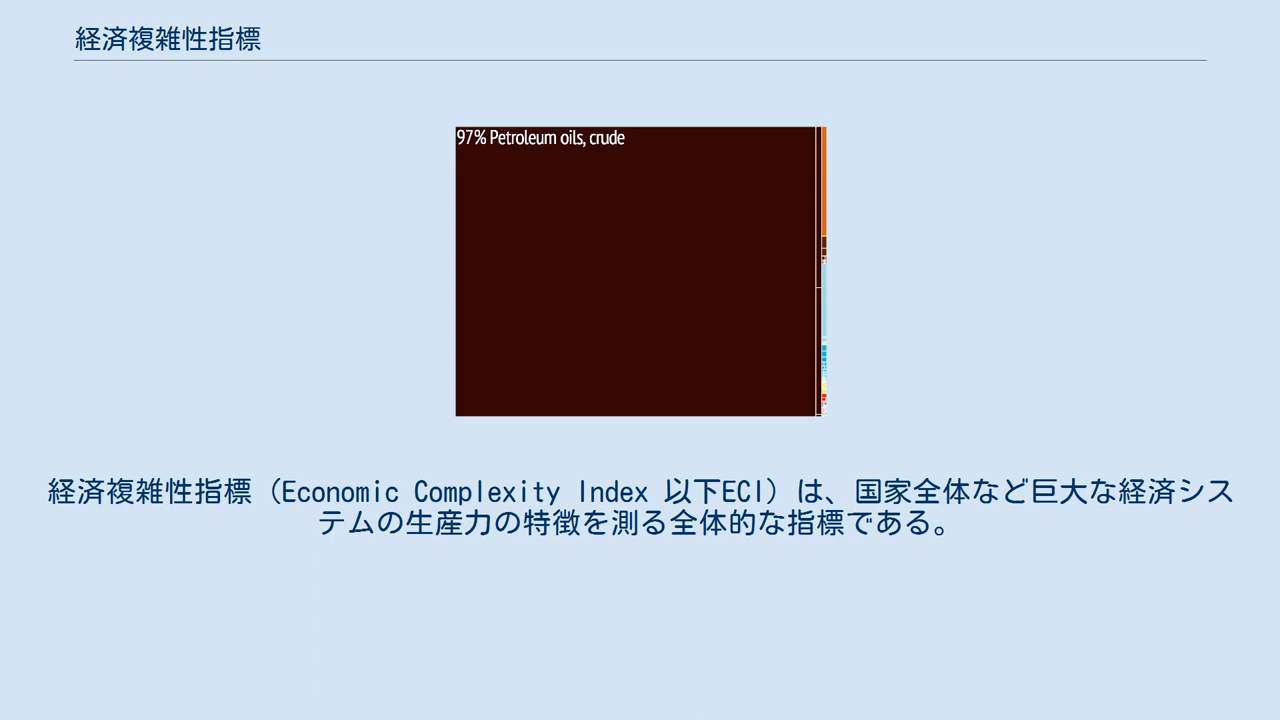 経済複雑性指標
97% Petroleum oils, crude
経済複雑性指標（Economic Complexity Index 以下ECI）は、国家全体など巨大な経済シス
テムの生産力の特徴を測る全体的な指標である。